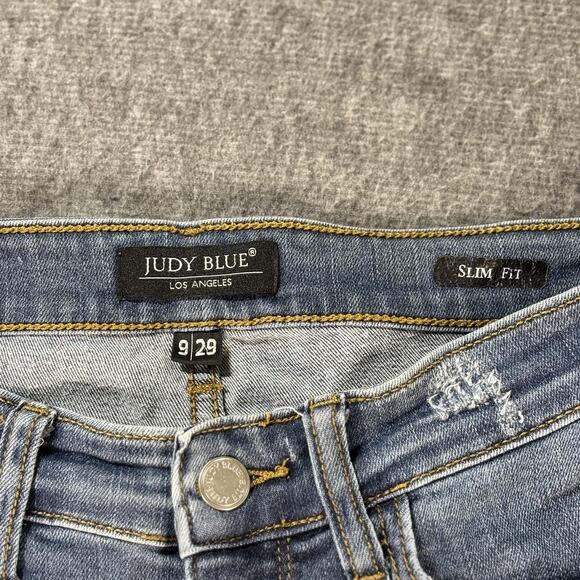 JUDY BLUE®
LOS ANGELES
SLIM FIT
9|29
JUDY BLUE